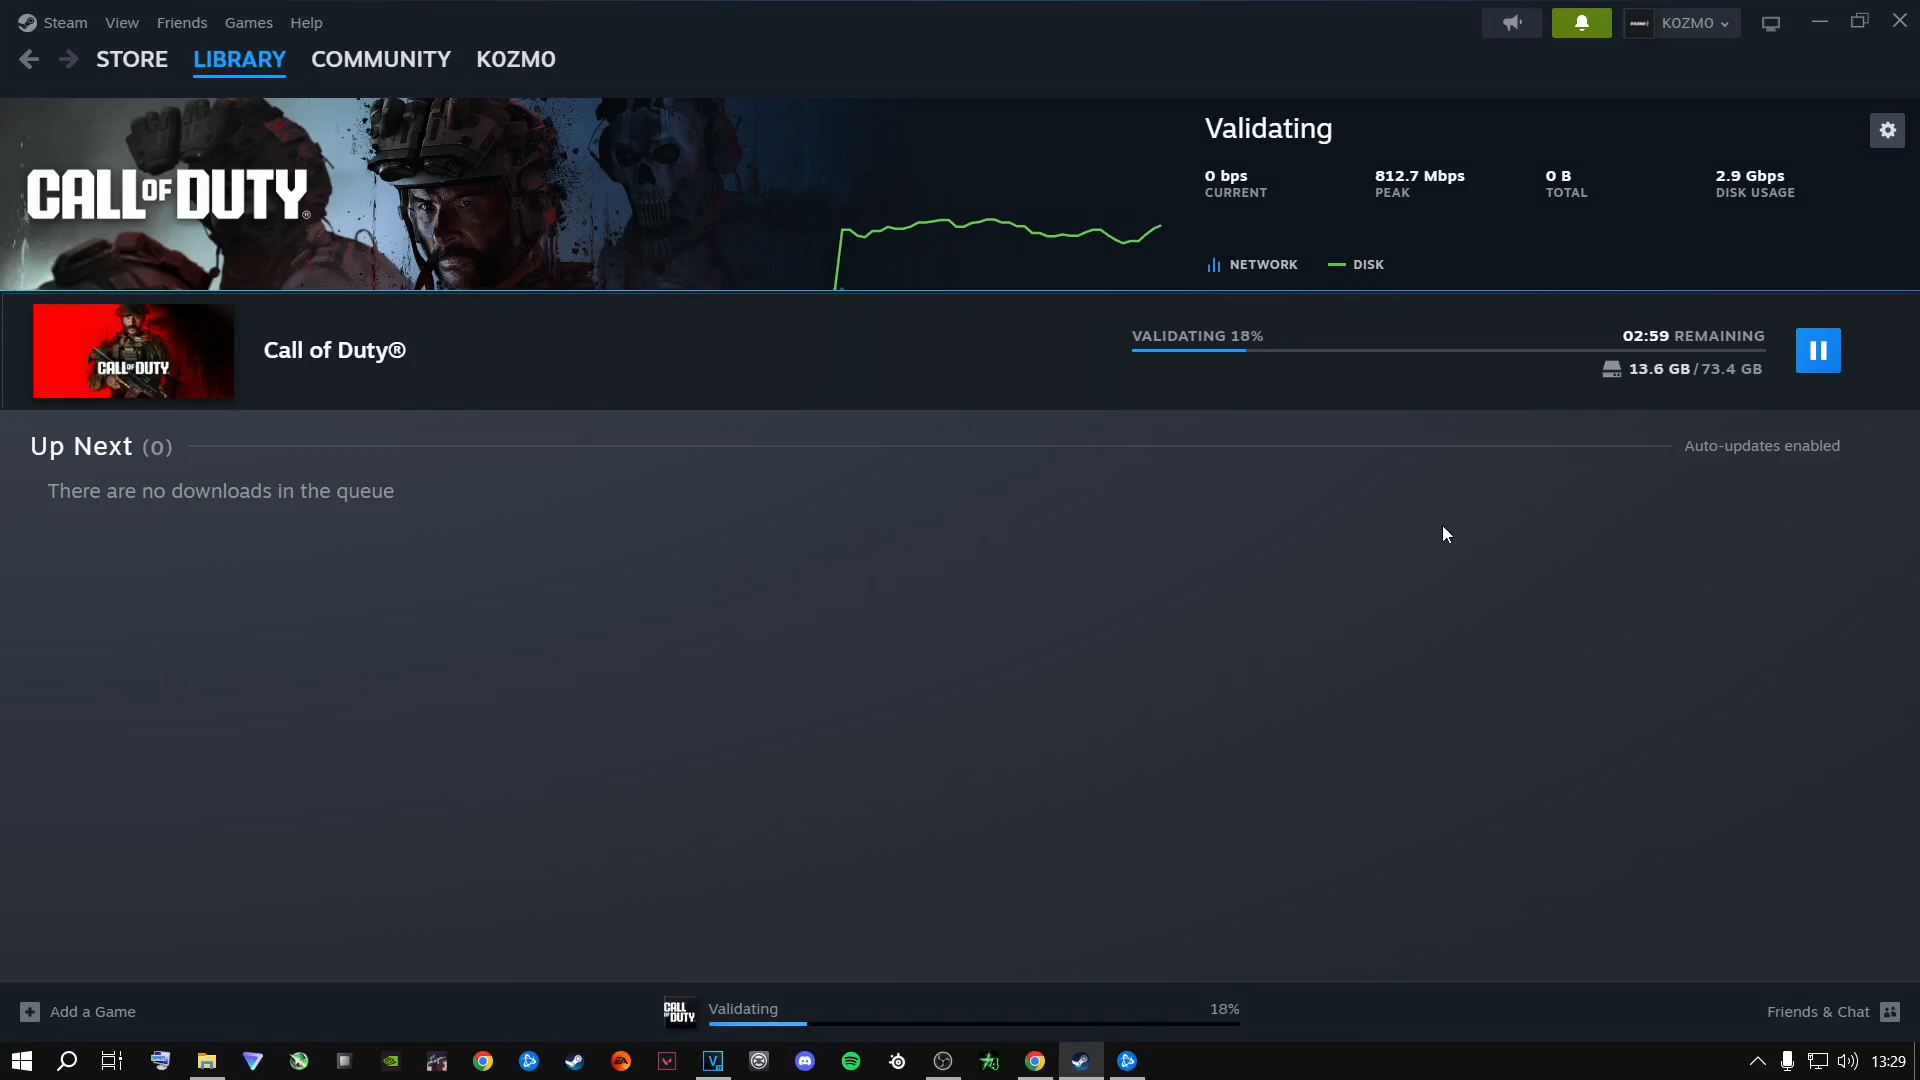 Steam View Friends Games Help
K0ZM0
STORE LIBRARY COMMUNITY K0ZM0
CALL OF DUTY®
Validating
0 bps 812.7 Mbps 0 B 2.9 Gbps
CURRENT PEAK TOTAL DISK USAGE
NETWORK DISK
CALL OF DUTY
Call of Duty®
VALIDATING 18% 02:59 REMAINING
13.6 GB / 73.4 GB
Up Next (0) Auto-updates enabled
There are no downloads in the queue
Add a Game
CALL OF DUTY
Validating 18%
Friends & Chat
13:29